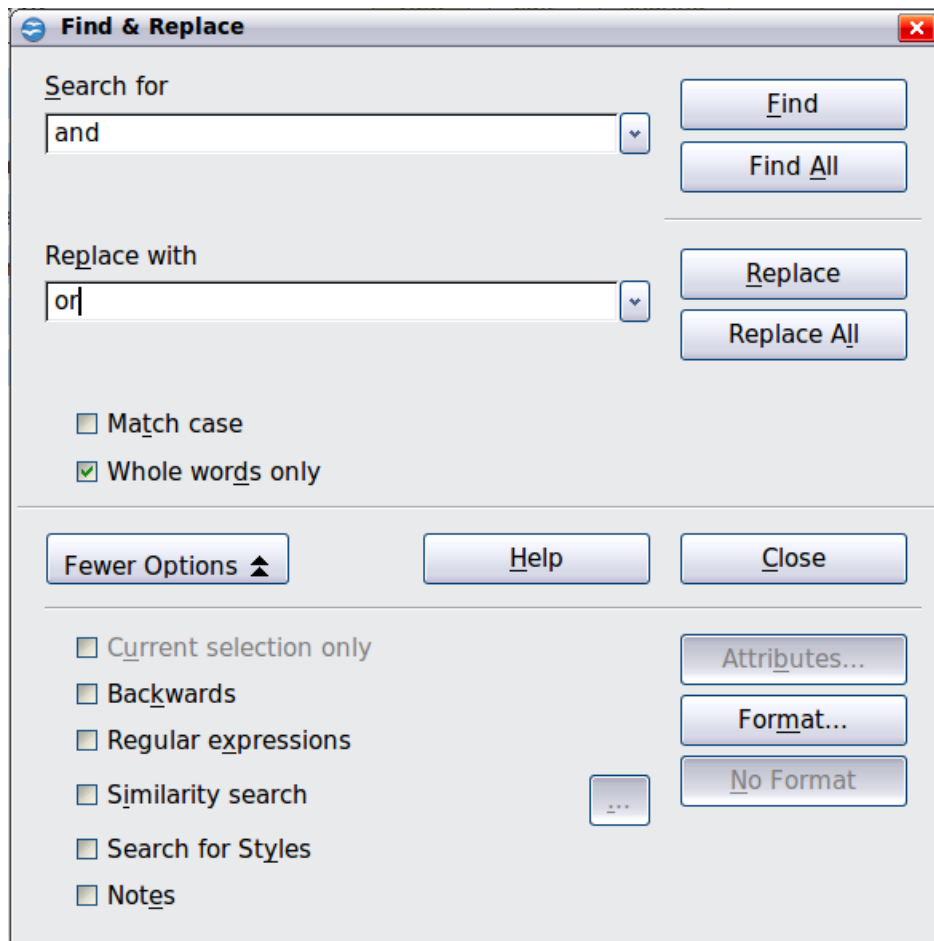 Find & Replace
Search for
and
Find
Find All
Replace with
or
Replace
Replace All
Match case
Whole words only
Fewer Options
Help
Close
Current selection only
Attributes...
Backwards
Format...
Regular expressions
No Format
Similarity search
...
Search for Styles
Notes